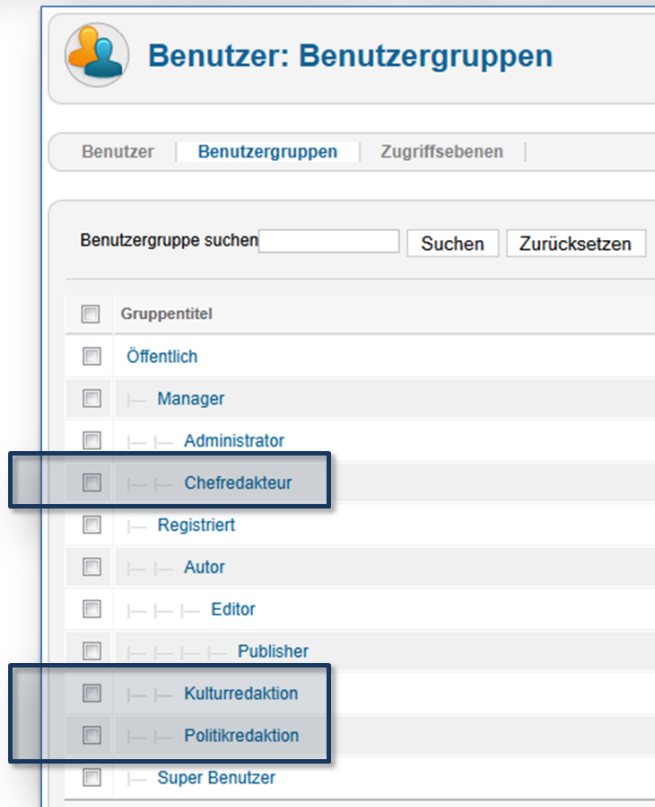 Benutzer: Benutzergruppen
Benutzer Benutzergruppen Zugriffsebenen
Benutzergruppe suchen Suchen Zurücksetzen
Gruppentitel
Öffentlich
Manager
Administrator
Chefredakteur
Registriert
Autor
Editor
Publisher
Kulturredaktion
Politikredaktion
Super Benutzer